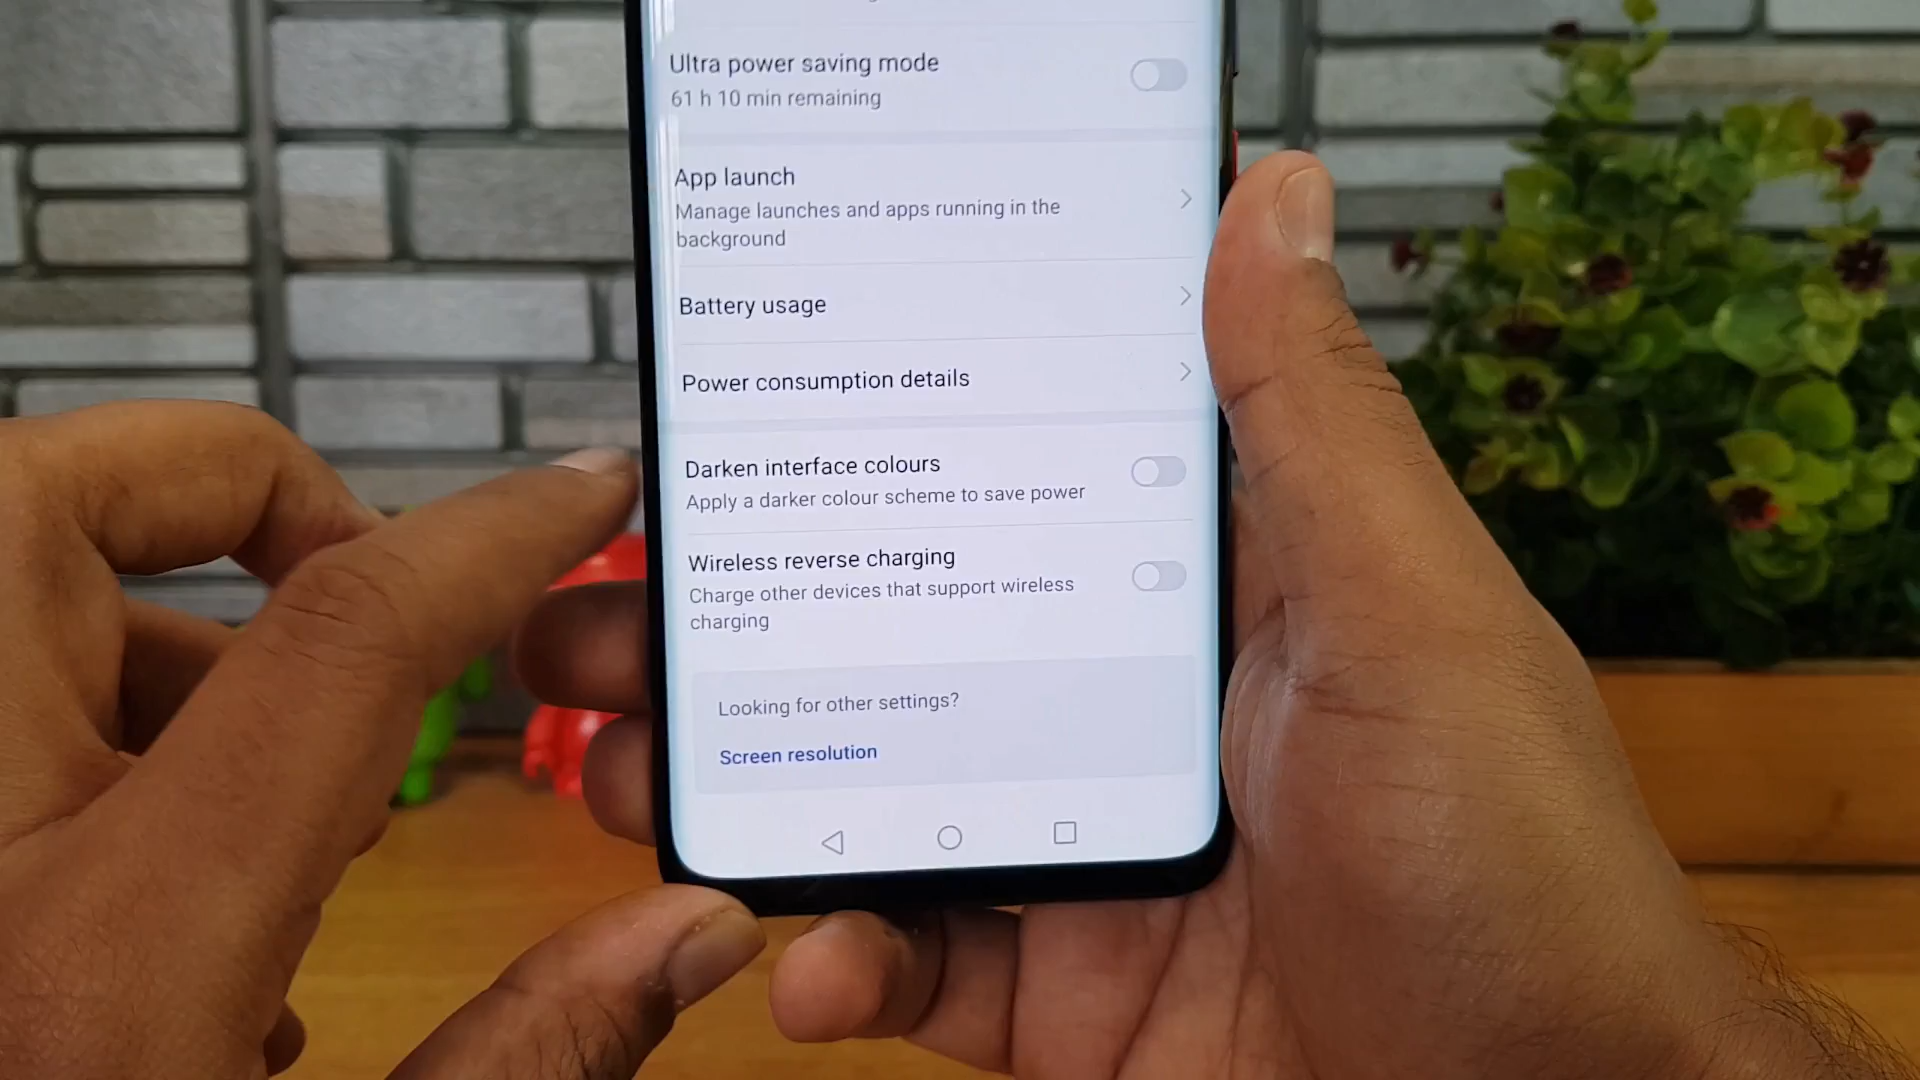 Ultra power saving mode
61 h 10 min remaining
App launch
Manage launches and apps running in the
background
Battery usage
Power consumption details
Darken interface colours
Apply a darker colour scheme to save power
Wireless reverse charging
Charge other devices that support wireless
charging
Looking for other settings?
Screen resolution